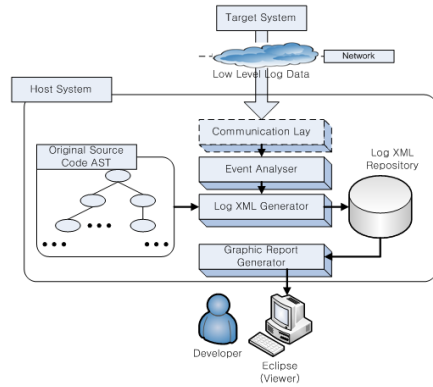 Target System
Network
Low Level Log Data
Host System
Communication Lay
Original Source
Code AST
Event Analyser
Log XML
Repository
Log XML Generator
Graphic Report
Generator
Developer
Eclipse
(Viewer)